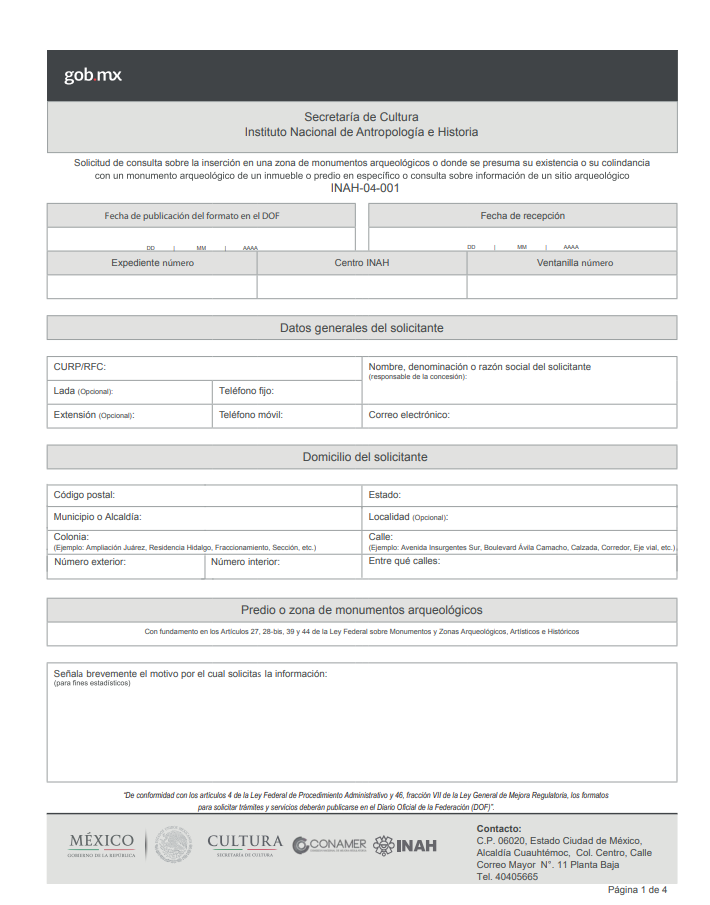 gob.mx
Secretaría de Cultura
Instituto Nacional de Antropología e Historia
Solicitud de consulta sobre la inserción en una zona de monumentos arqueológicos o donde se presuma su existencia o su colindancia
con un monumento arqueológico de un inmueble o predio en específico o consulta sobre información de un sitio arqueológico
INAH-04-001
Fecha de publicación del formato en el DOF
Fecha de recepción
DD | MM | AAAA
DD | MM | AAAA
Expediente número
Centro INAH
Ventanilla número
Datos generales del solicitante
CURP/RFC:
Nombre, denominación o razón social del solicitante
(responsable de la concesión):
Lada (Opcional):
Teléfono fijo:
Extensión (Opcional):
Teléfono móvil:
Correo electrónico:
Domicilio del solicitante
Código postal:
Estado:
Municipio o Alcaldía:
Localidad (Opcional):
Colonia:
(Ejemplo: Ampliación Juárez, Residencia Hidalgo, Fraccionamiento, Sección, etc.)
Calle:
(Ejemplo: Avenida Insurgentes Sur, Boulevard Ávila Camacho, Calzada, Corredor, Eje vial, etc.)
Número exterior:
Número interior:
Entre qué calles:
Predio o zona de monumentos arqueológicos
Con fundamento en los Artículos 27, 28-bis, 39 y 44 de la Ley Federal sobre Monumentos y Zonas Arqueológicos, Artísticos e Históricos
Señala brevemente el motivo por el cual solicitas la información:
(para fines estadísticos)
"De conformidad con los artículos 4 de la Ley Federal de Procedimiento Administrativo y 46, fracción VII de la Ley General de Mejora Regulatoria, los formatos
para solicitar trámites y servicios deberán publicarse en el Diario Oficial de la Federación (DOF)".
MÉXICO
GOBIERNO DE LA REPÚBLICA
CULTURA
SECRETARÍA DE CULTURA
CONAMER
INAH
Contacto:
C.P. 06020, Estado Ciudad de México,
Alcaldía Cuauhtémoc, Col. Centro, Calle
Correo Mayor N°. 11 Planta Baja
Tel. 40405665
Página 1 de 4